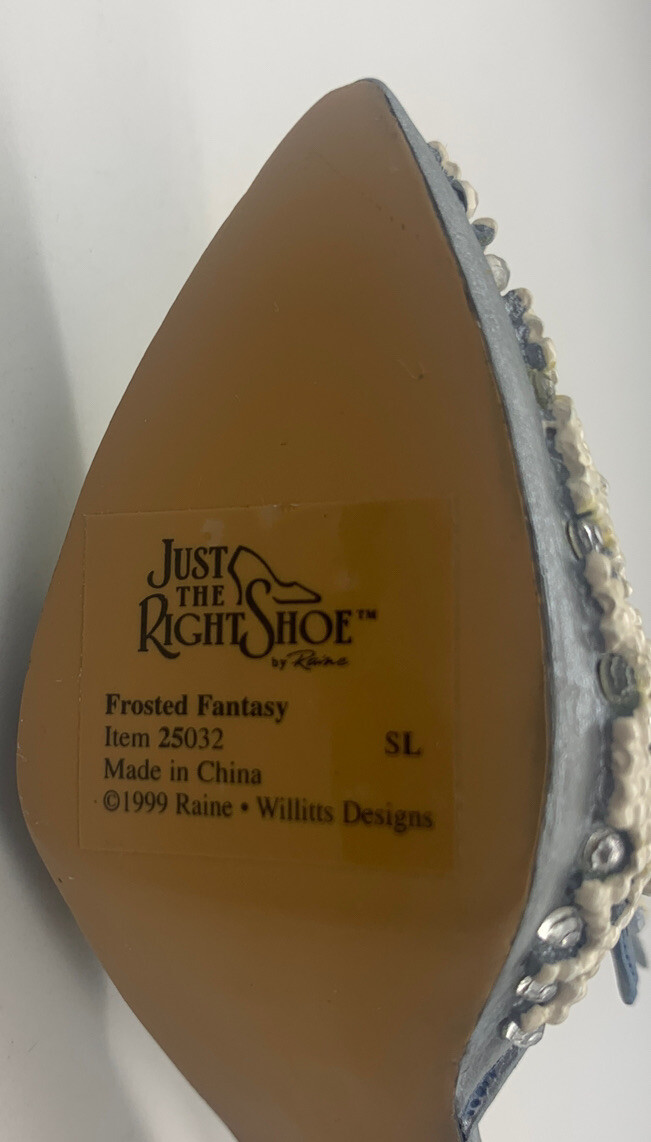 JUST
THE
RIGHT SHOE™
by Raine
Frosted Fantasy
Item 25032 SL
Made in China
©1999 Raine • Willitts Designs